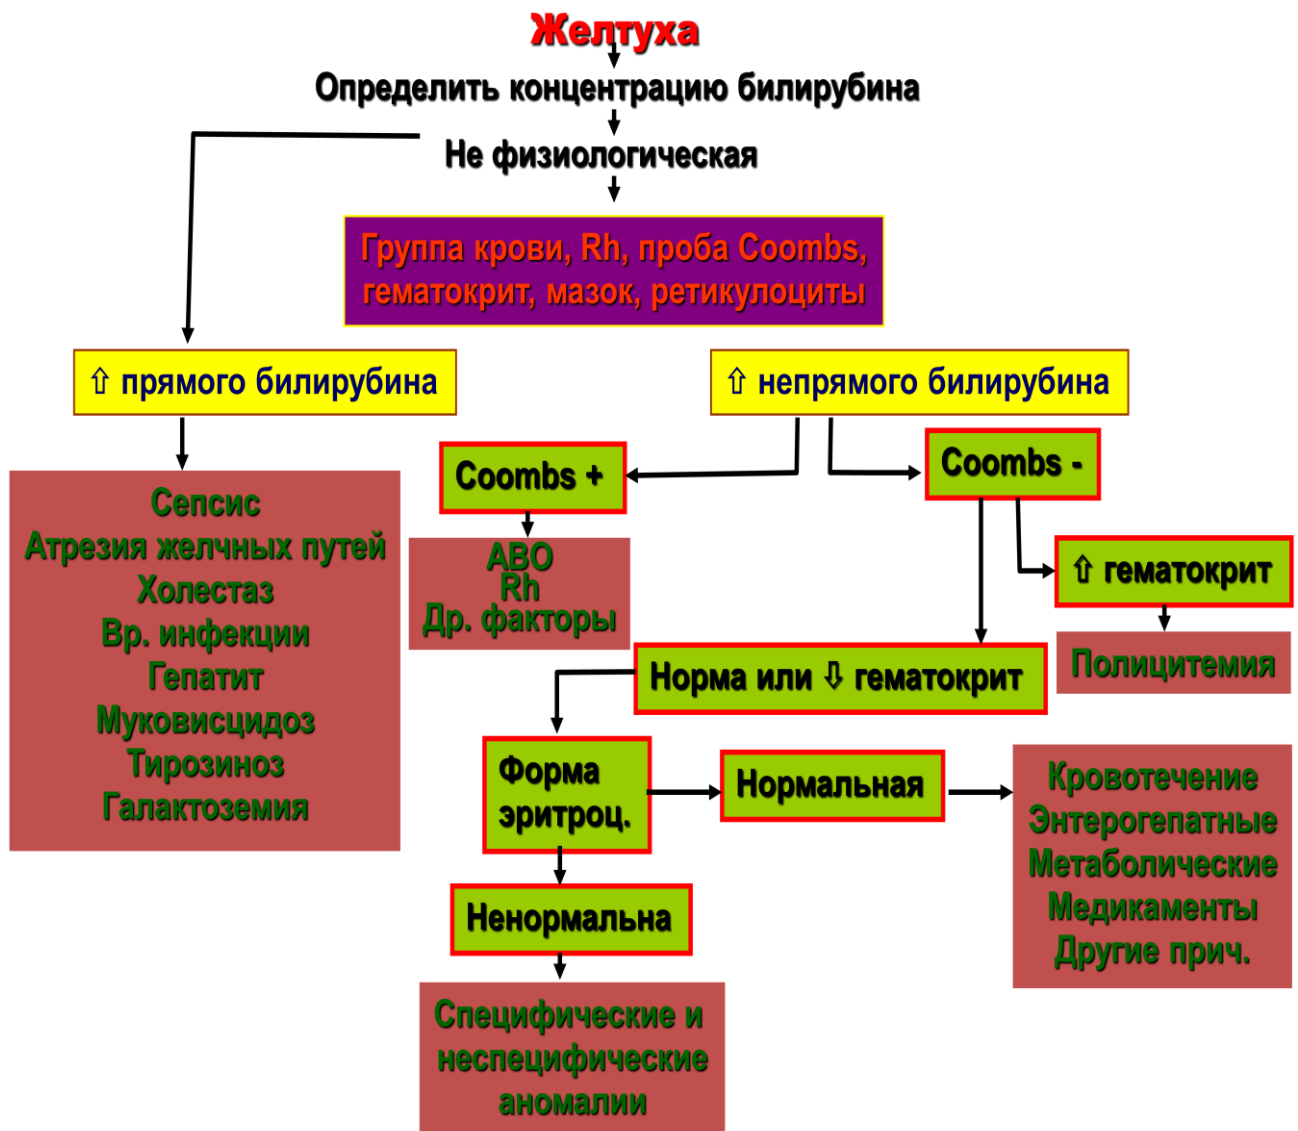 Желтуха
Определить концентрацию билирубина
Не физиологическая
Группа крови, Rh, проба Coombs,
гематокрит, мазок, ретикулоциты
⇧ прямого билирубина
⇧ непрямого билирубина
Coombs +
Coombs -
Сепсис
Атрезия желчных путей
Холестаз
Вр. инфекции
Гепатит
Муковисцидоз
Тирозиноз
Галактоземия
АВО
Rh
Др. факторы
⇧ гематокрит
Полицитемия
Норма или ⇩ гематокрит
Форма
эритроц.
Нормальная
Кровотечение
Энтерогепатные
Метаболические
Медикаменты
Другие прич.
Ненормальна
Специфические и
неспецифические
аномалии